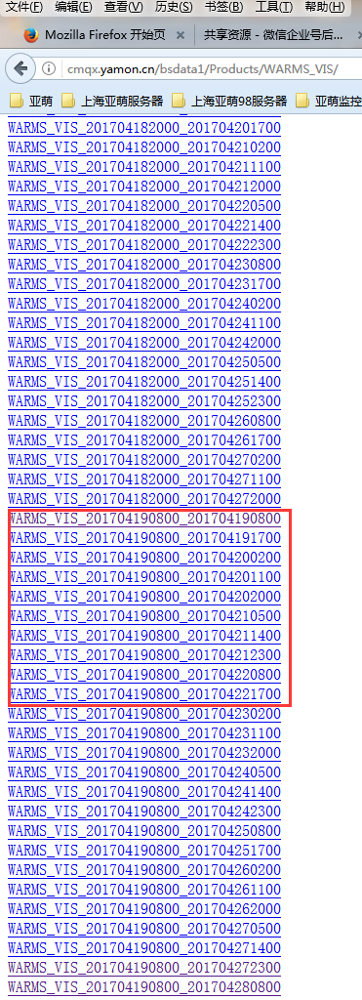 文件(F) 编辑(E) 查看(V) 历史(S) 书签(B) 工具(T) 帮助(H)
Mozilla Firefox 开始页 × 共享资源 - 微信企业号后...
cmqx.yamon.cn/bsdata1/Products/WARMS_VIS/
亚萌 上海亚萌服务器 上海亚萌98服务器 亚萌监控
WARMS_VIS_201704182000_201704201700
WARMS_VIS_201704182000_201704210200
WARMS_VIS_201704182000_201704211100
WARMS_VIS_201704182000_201704212000
WARMS_VIS_201704182000_201704220500
WARMS_VIS_201704182000_201704221400
WARMS_VIS_201704182000_201704222300
WARMS_VIS_201704182000_201704230800
WARMS_VIS_201704182000_201704231700
WARMS_VIS_201704182000_201704240200
WARMS_VIS_201704182000_201704241100
WARMS_VIS_201704182000_201704242000
WARMS_VIS_201704182000_201704250500
WARMS_VIS_201704182000_201704251400
WARMS_VIS_201704182000_201704252300
WARMS_VIS_201704182000_201704260800
WARMS_VIS_201704182000_201704261700
WARMS_VIS_201704182000_201704270200
WARMS_VIS_201704182000_201704271100
WARMS_VIS_201704182000_201704272000
WARMS_VIS_201704190800_201704190800
WARMS_VIS_201704190800_201704191700
WARMS_VIS_201704190800_201704200200
WARMS_VIS_201704190800_201704201100
WARMS_VIS_201704190800_201704202000
WARMS_VIS_201704190800_201704210500
WARMS_VIS_201704190800_201704211400
WARMS_VIS_201704190800_201704212300
WARMS_VIS_201704190800_201704220800
WARMS_VIS_201704190800_201704221700
WARMS_VIS_201704190800_201704230200
WARMS_VIS_201704190800_201704231100
WARMS_VIS_201704190800_201704232000
WARMS_VIS_201704190800_201704240500
WARMS_VIS_201704190800_201704241400
WARMS_VIS_201704190800_201704242300
WARMS_VIS_201704190800_201704250800
WARMS_VIS_201704190800_201704251700
WARMS_VIS_201704190800_201704260200
WARMS_VIS_201704190800_201704261100
WARMS_VIS_201704190800_201704262000
WARMS_VIS_201704190800_201704270500
WARMS_VIS_201704190800_201704271400
WARMS_VIS_201704190800_201704272300
WARMS_VIS_201704190800_201704280800